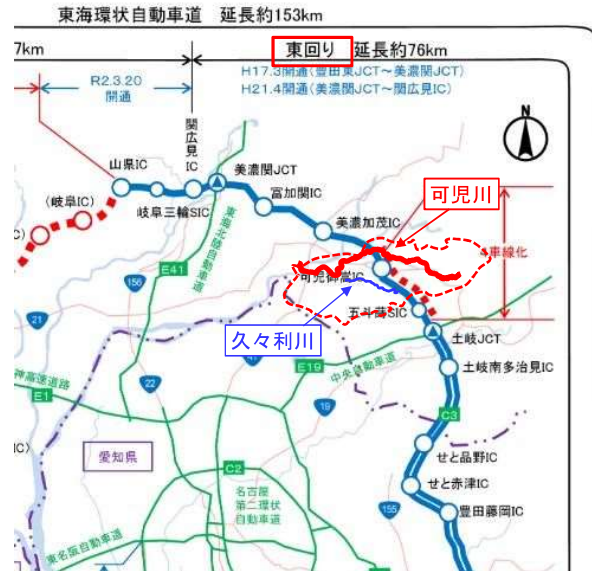 東海環状自動車道 延長約153km
7km
東回り 延長約76km
H17.3開通(豊田東JCT～美濃関JCT)
H21.4開通(美濃関JCT～関広見IC)
R2.3.20
開通
N
関広見IC
山県IC
美濃関JCT
(岐阜IC)
岐阜三輪SIC
富加関IC
可児川
美濃加茂IC
C)
東海北陸自動車道
E41
4車線化
156
可児御嵩IC
21
五斗蒔SIC
久々利川
41
土岐JCT
神高速道路
22
E19
中央自動車道
土岐南多治見IC
E1
19
C3
IC)
愛知県
せと品野IC
C2
せと赤津IC
名古屋
第二環状
自動車道
155
豊田藤岡IC
東名阪自動車道